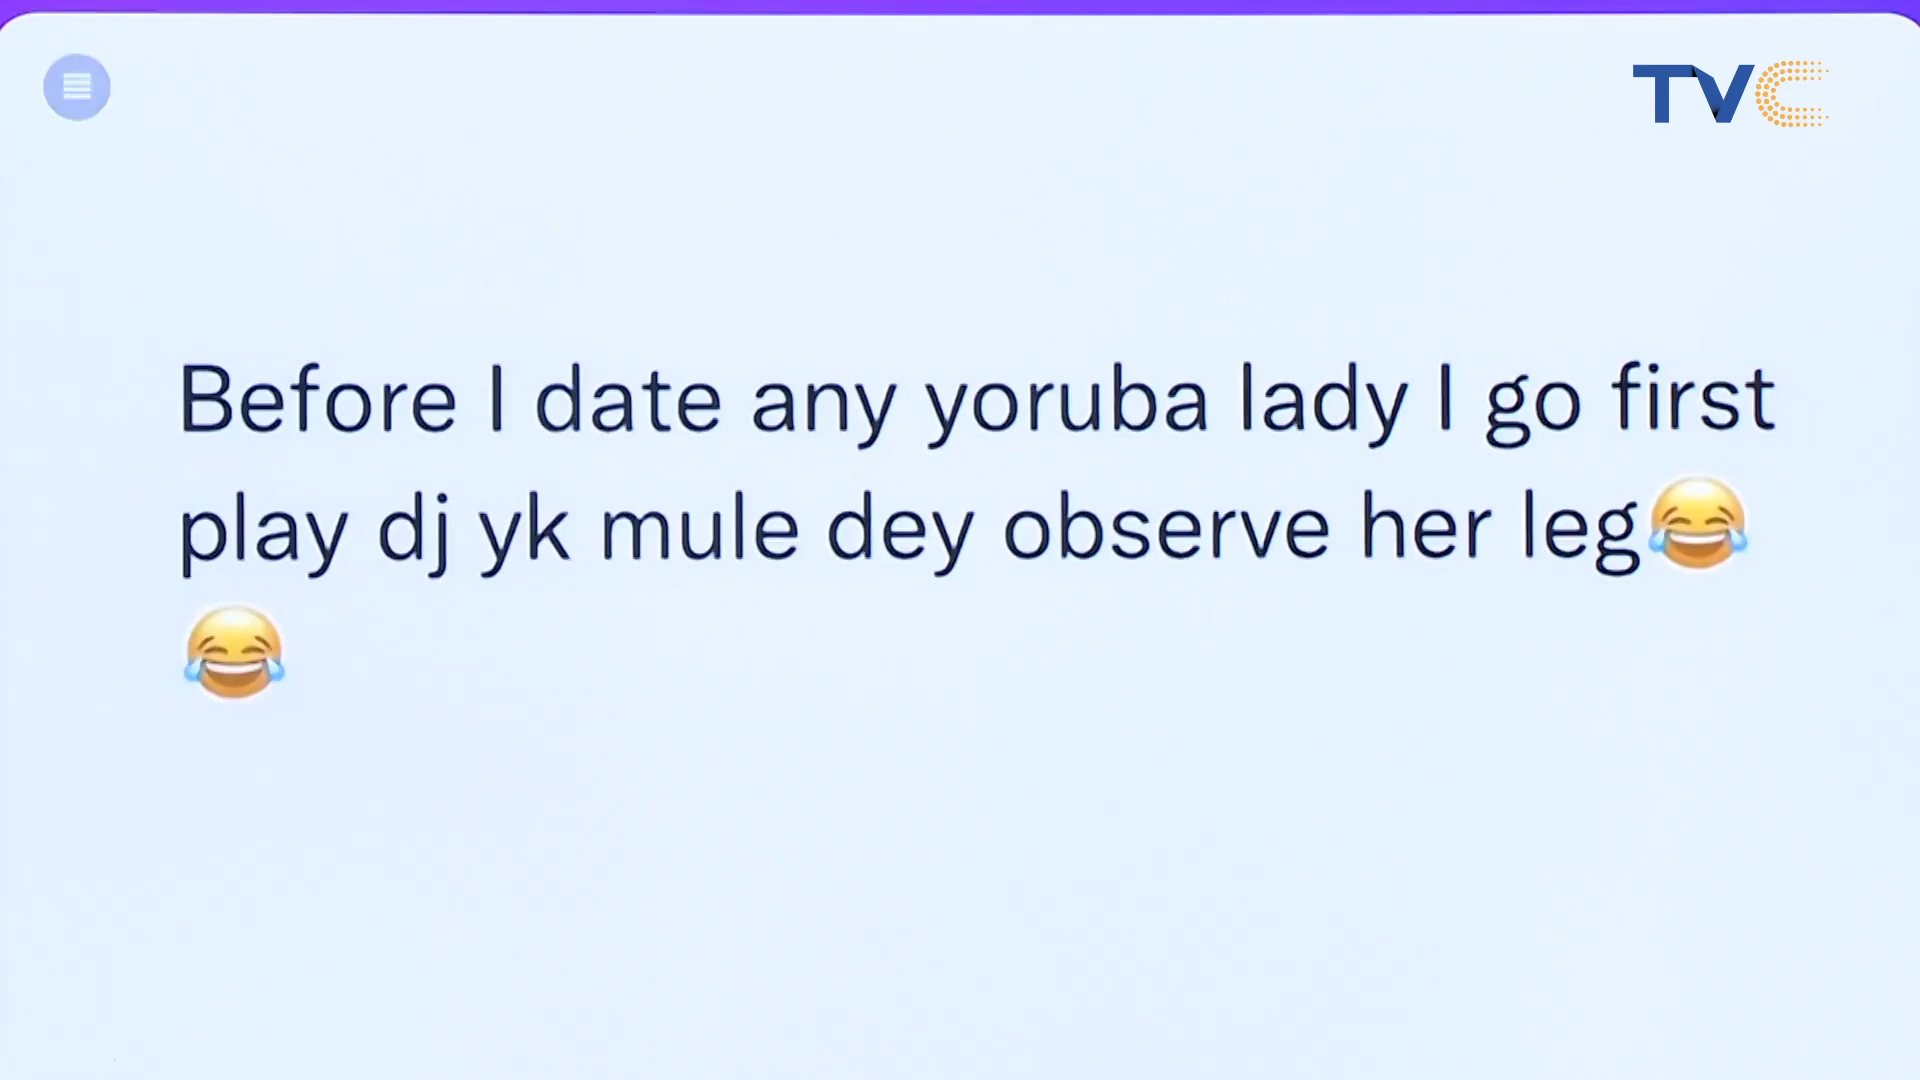 TVC
Before I date any yoruba lady I go first
play dj yk mule dey observe her leg😂
😂